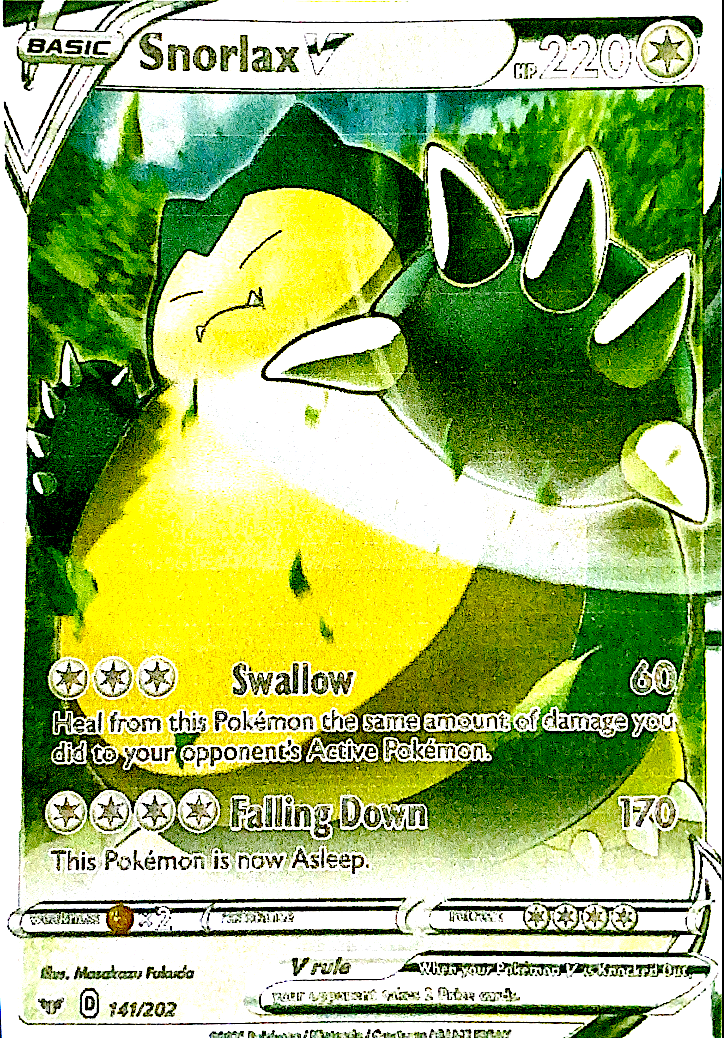 BASIC Snorlax V HP 220
Swallow 60
Heal from this Pokémon the same amount of damage you
did to your opponent's Active Pokémon.
Falling Down 170
This Pokémon is now Asleep.
weakness ×2 resistance retreat
Illus. Masakazu Fukuda
V rule When your Pokémon V is Knocked Out,
your opponent takes 2 Prize cards.
D 141/202